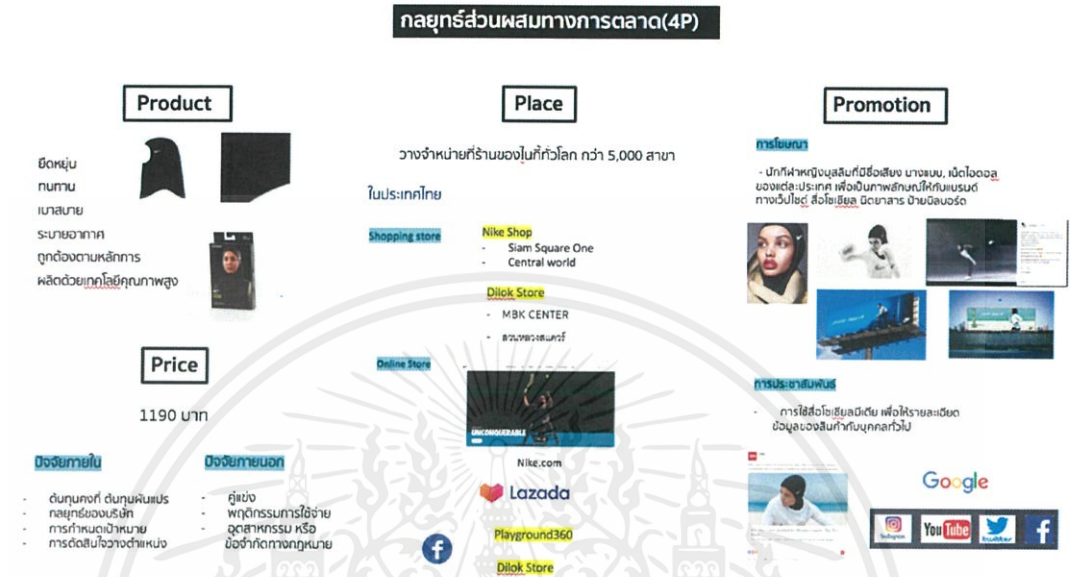 กลยุทธ์ส่วนผสมทางการตลาด(4P)
Product
ยืดหยุ่น
ทนทาน
เบาสบาย
ระบายอากาศ
ถูกต้องตามหลักการ
ผลิตด้วยเทคโลยีคุณภาพสูง
Price
1190 บาท
ปัจจัยภายใน
- ต้นทุนคงที่ ต้นทุนผันแปร
- กลยุทธ์ของบริษัท
- การกำหนดเป้าหมาย
- การตัดสินใจวางตำแหน่ง
ปัจจัยภายนอก
- คู่แข่ง
- พฤติกรรมการใช้จ่าย
- อุตสาหกรรม หรือ
ข้อจำกัดทางกฎหมาย
Place
วางจำหน่ายที่ร้านของไนกี้ทั่วโลก กว่า 5,000 สาขา
ในประเทศไทย
Shopping store
Nike Shop
- Siam Square One
- Central world
Dilok Store
- MBK CENTER
- สวนหลวงสแควร์
Online Store
UNCONQUERABLE
Nike.com
Lazada
Playground360
Dilok Store
Promotion
การโฆษณา
- นักกีฬาหญิงมุสลิมที่มีชื่อเสียง นางแบบ, เน็ตไอดอล
ของแต่ละประเทศ เพื่อเป็นภาพลักษณ์ให้กับแบรนด์
ทางเว็ปไซต์ สื่อโซเชียล นิตยาสาร ป้ายบิลบอร์ด
การประชาสัมพันธ์
- การใช้สื่อโซเชียลมีเดีย เพื่อให้รายละเอียด
ข้อมูลของสินค้ากับบุคคลทั่วไป
Google
Instagram
YouTube
twitter